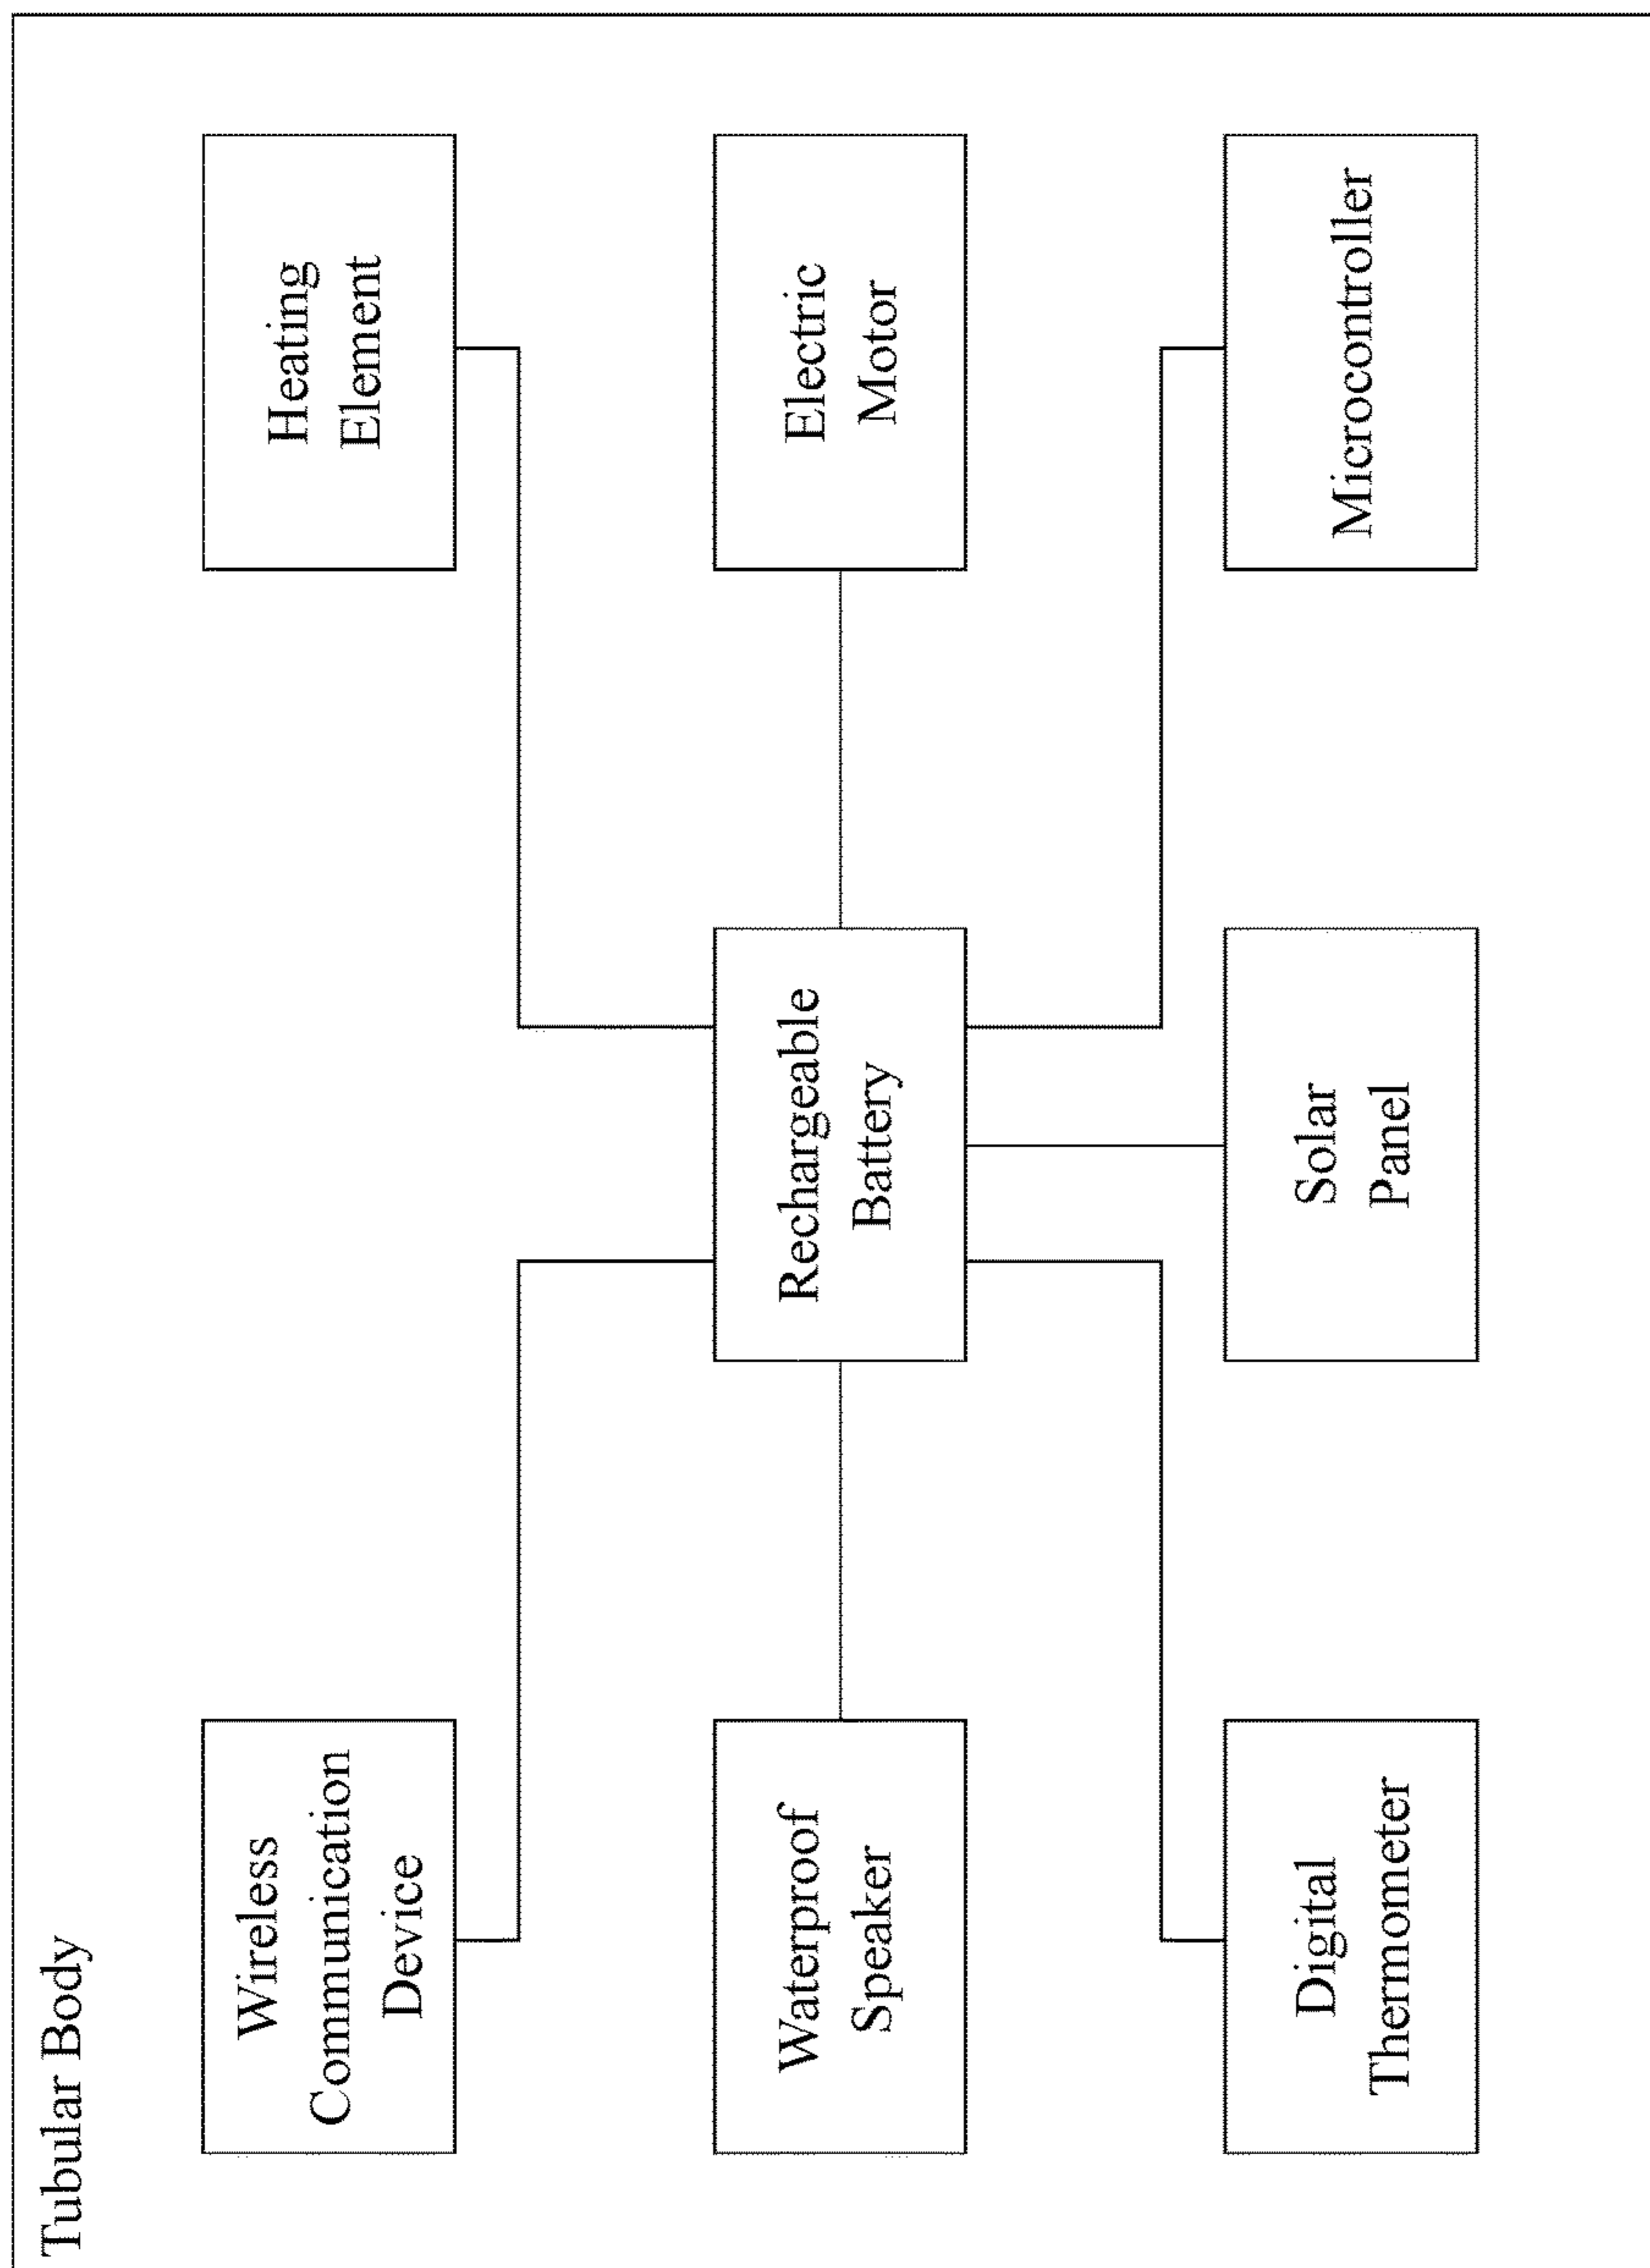 Tubular Body
Wireless
Communication
Device
Heating
Element
Waterproof
Speaker
Rechargeable
Battery
Electric
Motor
Digital
Thermometer
Solar
Panel
Microcontroller